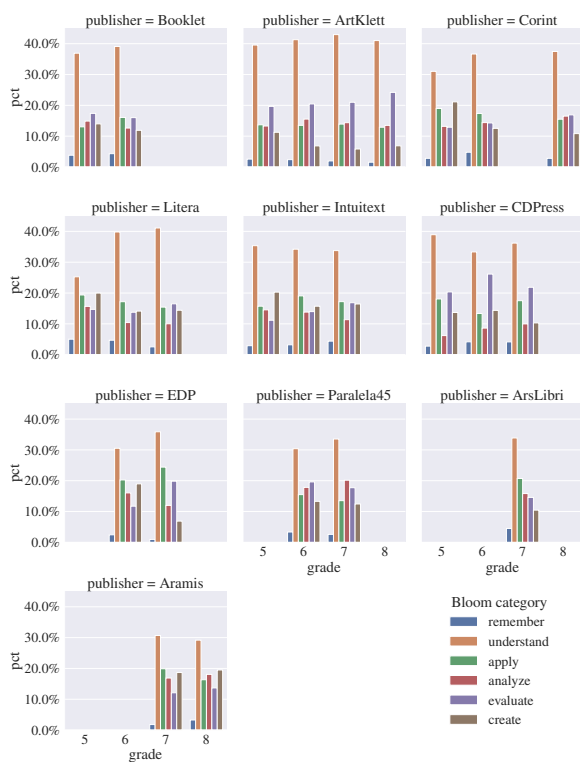 publisher = Booklet publisher = ArtKlett publisher = Corint
pct
40.0%
30.0%
20.0%
10.0%
0.0%
publisher = Litera publisher = Intuitext publisher = CDPress
pct
40.0%
30.0%
20.0%
10.0%
0.0%
publisher = EDP publisher = Paralela45 publisher = ArsLibri
pct
40.0%
30.0%
20.0%
10.0%
0.0%
5 6 7 8 5 6 7 8
grade grade
publisher = Aramis
pct
40.0%
30.0%
20.0%
10.0%
0.0%
5 6 7 8
grade
Bloom category
remember
understand
apply
analyze
evaluate
create